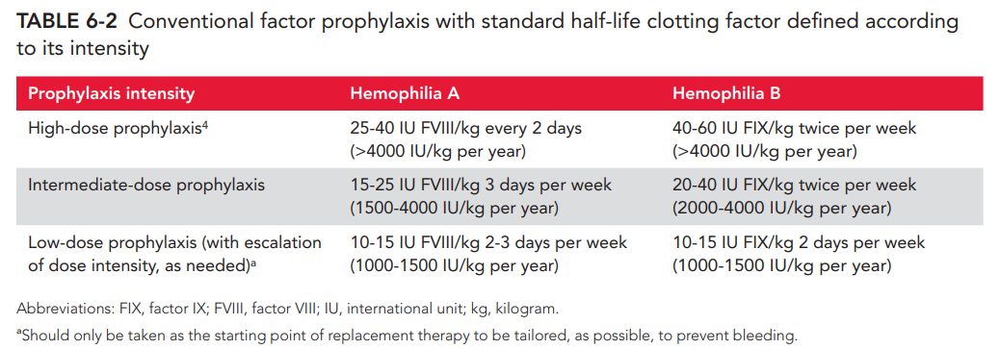 TABLE 6-2 Conventional factor prophylaxis with standard half-life clotting factor defined according
to its intensity
Prophylaxis intensity Hemophilia A Hemophilia B
High-dose prophylaxis⁴ 25-40 IU FVIII/kg every 2 days 40-60 IU FIX/kg twice per week
(>4000 IU/kg per year) (>4000 IU/kg per year)
Intermediate-dose prophylaxis 15-25 IU FVIII/kg 3 days per week 20-40 IU FIX/kg twice per week
(1500-4000 IU/kg per year) (2000-4000 IU/kg per year)
Low-dose prophylaxis (with escalation 10-15 IU FVIII/kg 2-3 days per week 10-15 IU FIX/kg 2 days per week
of dose intensity, as needed)ᵃ (1000-1500 IU/kg per year) (1000-1500 IU/kg per year)
Abbreviations: FIX, factor IX; FVIII, factor VIII; IU, international unit; kg, kilogram.
ᵃShould only be taken as the starting point of replacement therapy to be tailored, as possible, to prevent bleeding.